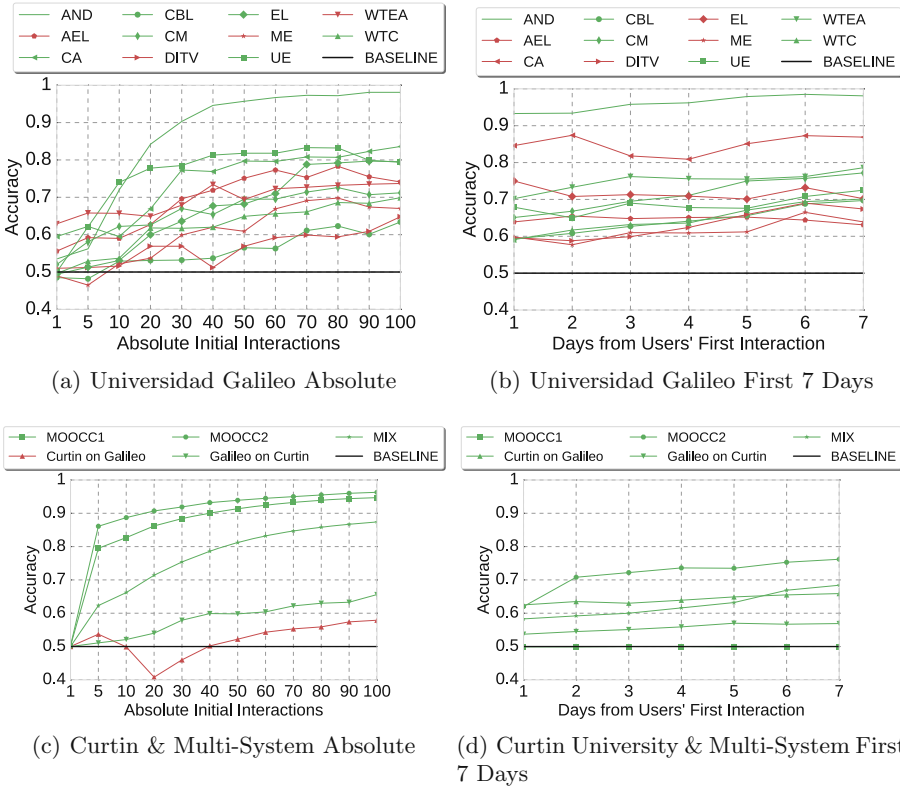 AND CBL EL WTEA
AEL CM ME WTC
CA DITV UE BASELINE
1
0.9
0.8
0.7
0.6
0.5
0.4
Accuracy
1 5 10 20 30 40 50 60 70 80 90 100
Absolute Initial Interactions
(a) Universidad Galileo Absolute
AND CBL EL WTEA
AEL CM ME WTC
CA DITV UE BASELINE
1
0.9
0.8
0.7
0.6
0.5
0.4
Accuracy
1 2 3 4 5 6 7
Days from Users' First Interaction
(b) Universidad Galileo First 7 Days
MOOCC1 MOOCC2 MIX
Curtin on Galileo Galileo on Curtin BASELINE
1
0.9
0.8
0.7
0.6
0.5
0.4
Accuracy
1 5 10 20 30 40 50 60 70 80 90 100
Absolute Initial Interactions
(c) Curtin & Multi-System Absolute
MOOCC1 MOOCC2 MIX
Curtin on Galileo Galileo on Curtin BASELINE
1
0.9
0.8
0.7
0.6
0.5
0.4
Accuracy
1 2 3 4 5 6 7
Days from Users' First Interaction
(d) Curtin University & Multi-System First
7 Days